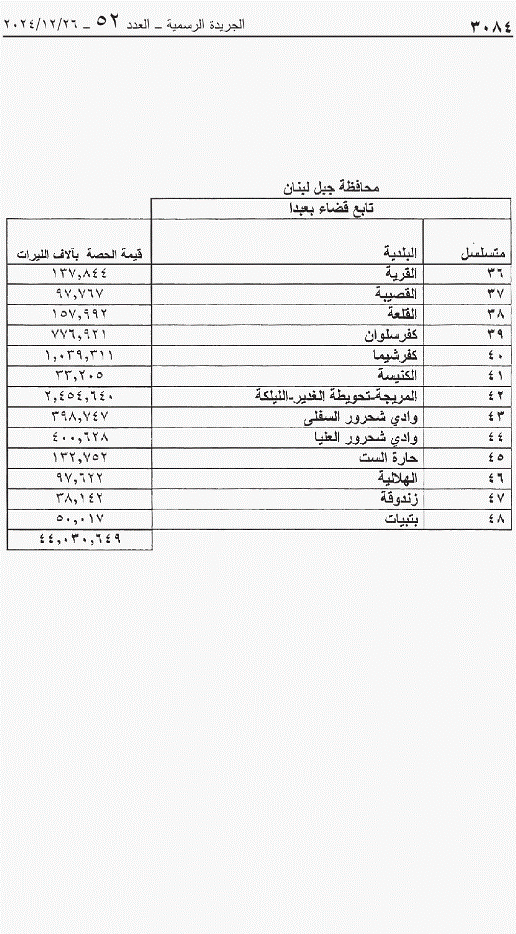 ٣٠٨٤ الجريدة الرسمية ــ العدد ٥٢ ــ ٢٠٢٤/١٢/٢٦
محافظة جبل لبنان
تابع قضاء بعبدا
متسلسل البلدية قيمة الحصة بآلاف الليرات
٣٦ القرية ١٣٧,٨٤٤
٣٧ القصيبة ٩٧,٧٦٧
٣٨ القلعة ١٥٧,٩٩٢
٣٩ كفرسلوان ٧٧٦,٩٢١
٤٠ كفرشيما ١,٠٣٩,٣١١
٤١ الكنيسة ٣٣,٢٠٥
٤٢ المريجة-تحويطة الغدير-الليلكة ٢,٤٥٤,٦٤٠
٤٣ وادي شحرور السفلى ٣٩٨,٧٤٧
٤٤ وادي شحرور العليا ٤٠٠,٦٢٨
٤٥ حارة الست ١٣٢,٧٥٢
٤٦ الهلالية ٩٧,٦٢٢
٤٧ زندوقة ٣٨,١٤٢
٤٨ بتبيات ٥٠,٠١٧
٤٤,٠٣٠,٦٤٩